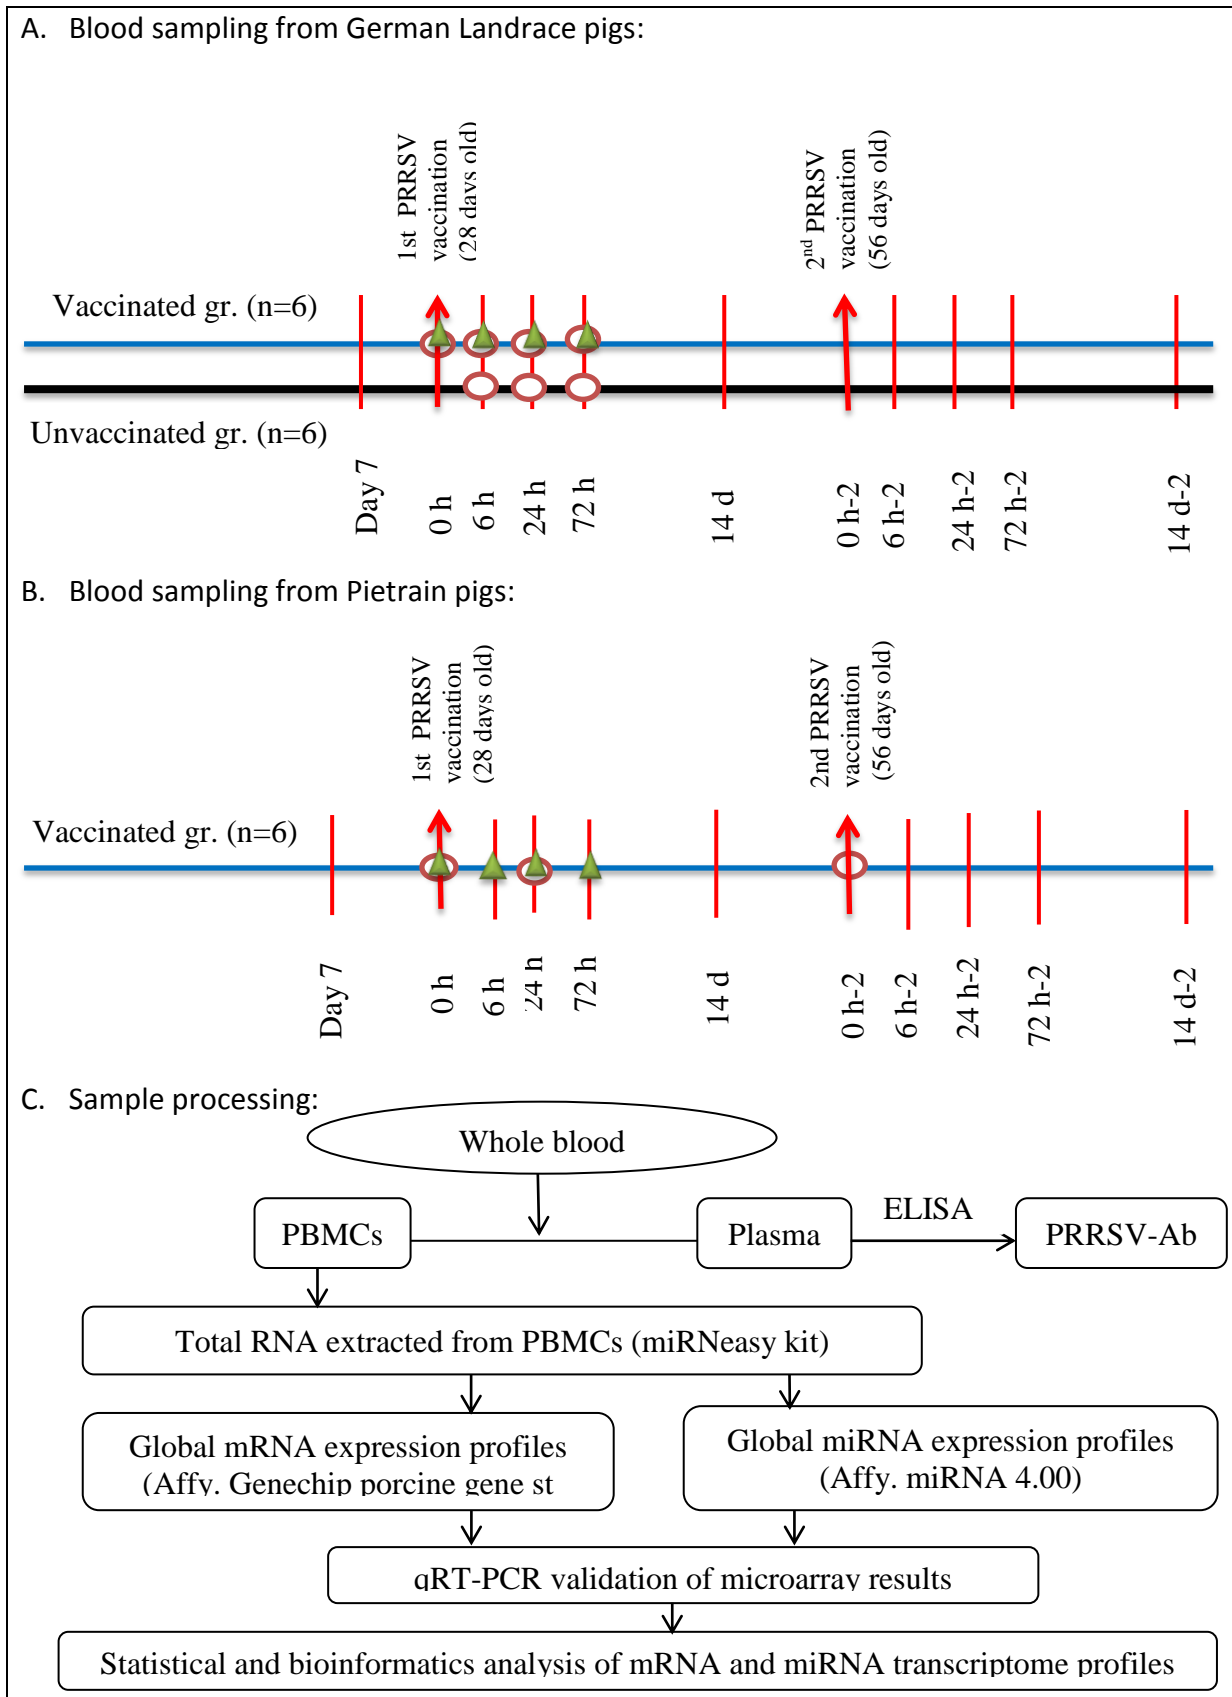 A. Blood sampling from German Landrace pigs:
1st PRRSV
vaccination
(28 days old)
2nd PRRSV
vaccination
(56 days old)
Vaccinated gr. (n=6)
Unvaccinated gr. (n=6)
Day 7
0 h
6 h
24 h
72 h
14 d
0 h-2
6 h-2
24 h-2
72 h-2
14 d-2
B. Blood sampling from Pietrain pigs:
1st PRRSV
vaccination
(28 days old)
2nd PRRSV
vaccination
(56 days old)
Vaccinated gr. (n=6)
Day 7
0 h
6 h
24 h
72 h
14 d
0 h-2
6 h-2
24 h-2
72 h-2
14 d-2
C. Sample processing:
Whole blood
PBMCs
Plasma
ELISA
PRRSV-Ab
Total RNA extracted from PBMCs (miRNeasy kit)
Global mRNA expression profiles
(Affy. Genechip porcine gene st
Global miRNA expression profiles
(Affy. miRNA 4.00)
qRT-PCR validation of microarray results
Statistical and bioinformatics analysis of mRNA and miRNA transcriptome profiles